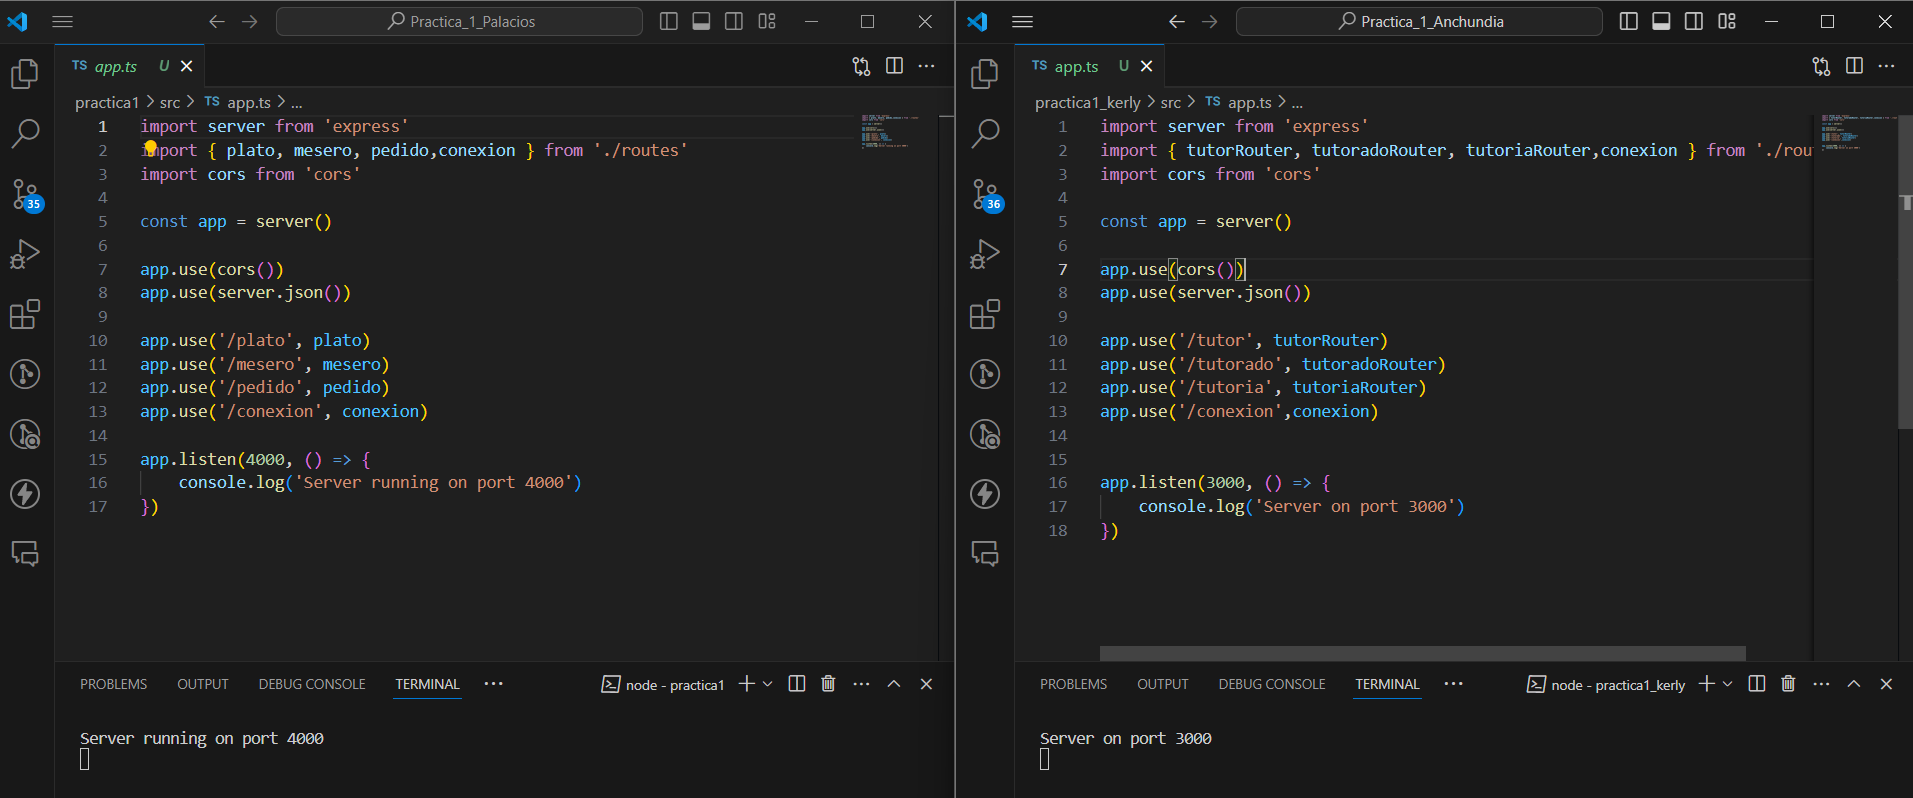 Practica_1_Palacios
TS app.ts U
practica1 > src > TS app.ts > ...
1 import server from 'express'
2 import { plato, mesero, pedido,conexion } from './routes'
3 import cors from 'cors'
4
5 const app = server()
6
7 app.use(cors())
8 app.use(server.json())
9
10 app.use('/plato', plato)
11 app.use('/mesero', mesero)
12 app.use('/pedido', pedido)
13 app.use('/conexion', conexion)
14
15 app.listen(4000, () => {
16 console.log('Server running on port 4000')
17 })
35
PROBLEMS OUTPUT DEBUG CONSOLE TERMINAL ... node - practica1
Server running on port 4000
Practica_1_Anchundia
TS app.ts U
practica1_kerly > src > TS app.ts > ...
1 import server from 'express'
2 import { tutorRouter, tutoradoRouter, tutoriaRouter,conexion } from './rou
3 import cors from 'cors'
4
5 const app = server()
6
7 app.use(cors())
8 app.use(server.json())
9
10 app.use('/tutor', tutorRouter)
11 app.use('/tutorado', tutoradoRouter)
12 app.use('/tutoria', tutoriaRouter)
13 app.use('/conexion',conexion)
14
15
16 app.listen(3000, () => {
17 console.log('Server on port 3000')
18 })
36
PROBLEMS OUTPUT DEBUG CONSOLE TERMINAL ... node - practica1_kerly
Server on port 3000